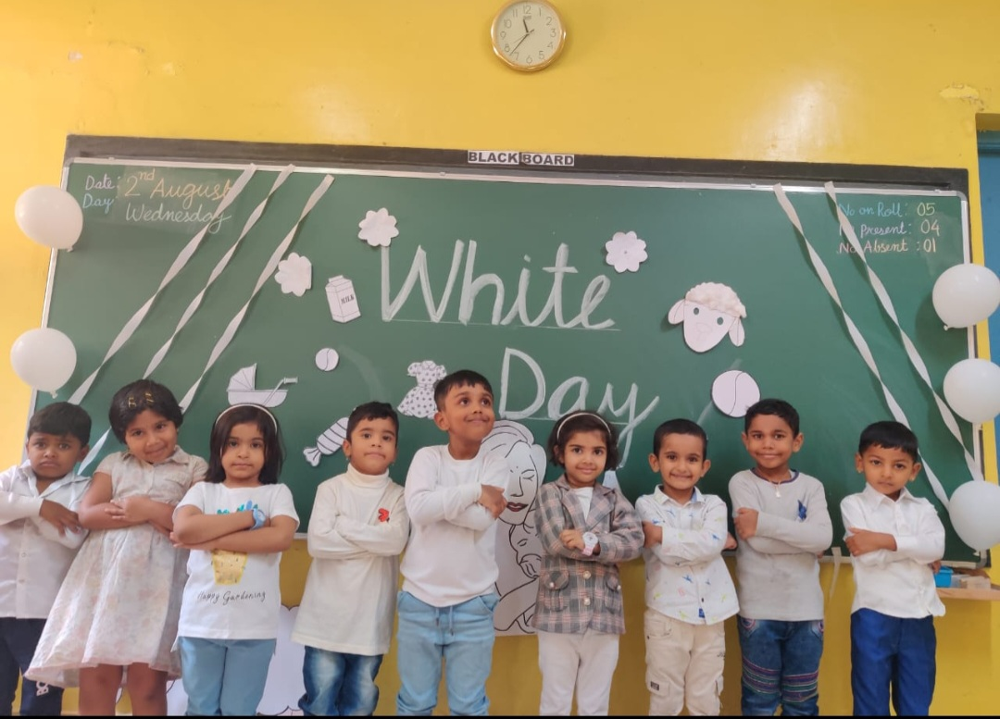 BLACK BOARD
Date: 2nd August
Day: Wednesday
No on Roll: 05
No Present: 04
No Absent: 01
MILK
White
Day
Happy Gardening